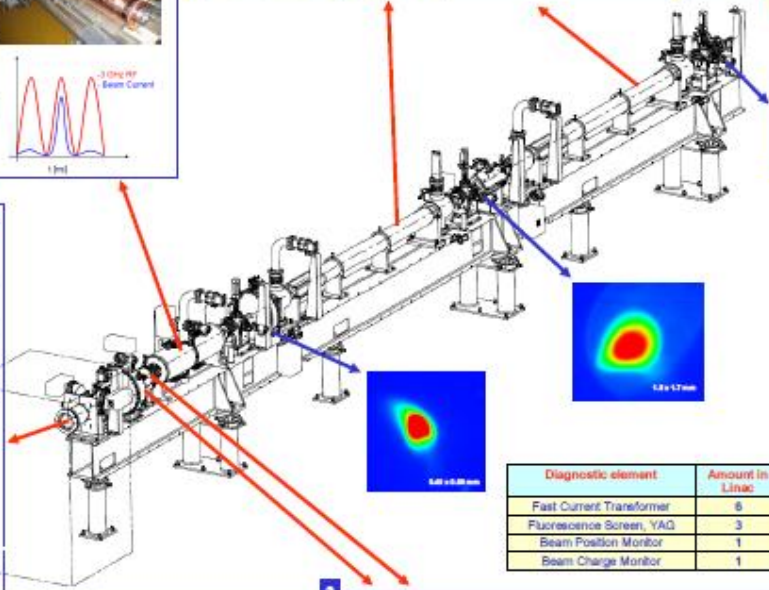 -3 GHz RF
- Beam Current
t [ns]
1.8 x 1.7 mm
Diagnostic element Amount in Linac
Fast Current Transformer 6
Fluorescence Screen, YAG 3
Beam Position Monitor 1
Beam Charge Monitor 1